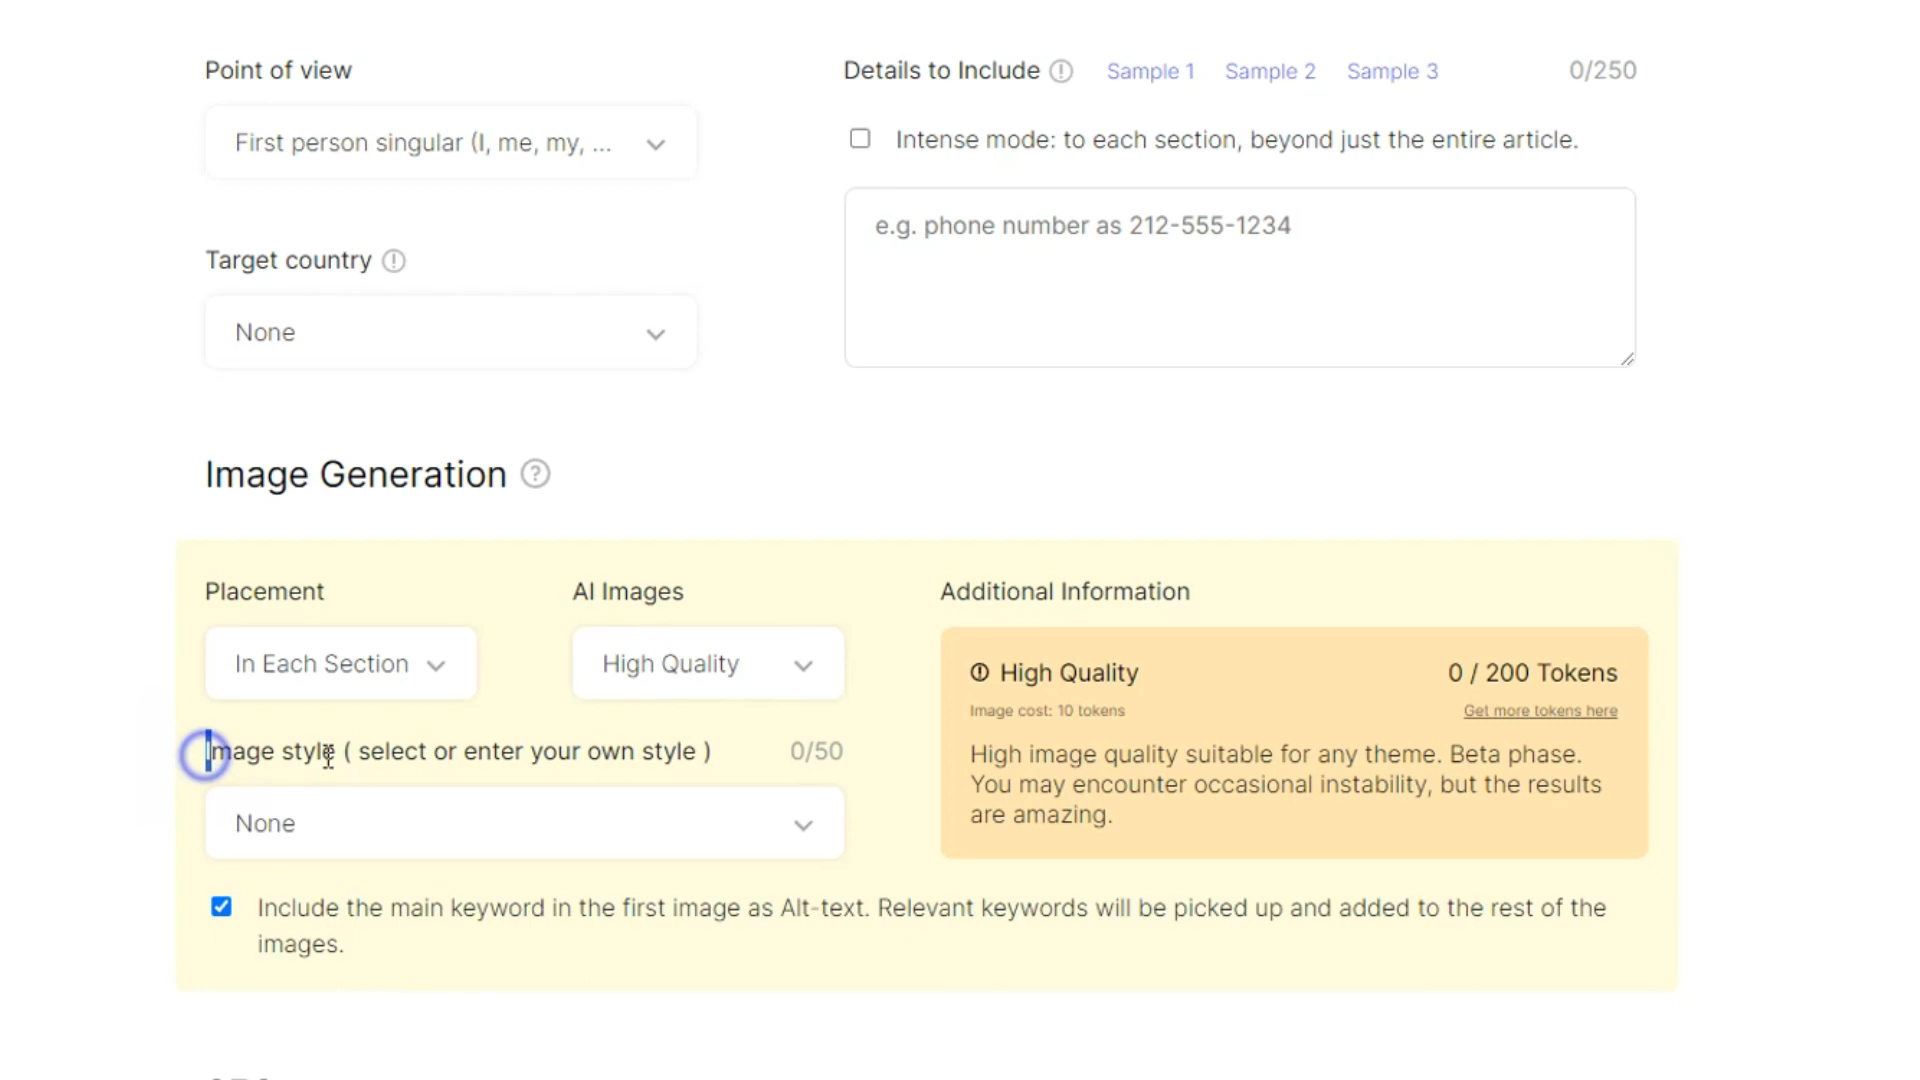 Point of view
First person singular (I, me, my, ...
Target country
None
Details to Include Sample 1 Sample 2 Sample 3 0/250
Intense mode: to each section, beyond just the entire article.
e.g. phone number as 212-555-1234
Image Generation
Placement
In Each Section
AI Images
High Quality
Image style ( select or enter your own style ) 0/50
None
Additional Information
High Quality 0 / 200 Tokens
Image cost: 10 tokens Get more tokens here
High image quality suitable for any theme. Beta phase.
You may encounter occasional instability, but the results
are amazing.
Include the main keyword in the first image as Alt-text. Relevant keywords will be picked up and added to the rest of the
images.